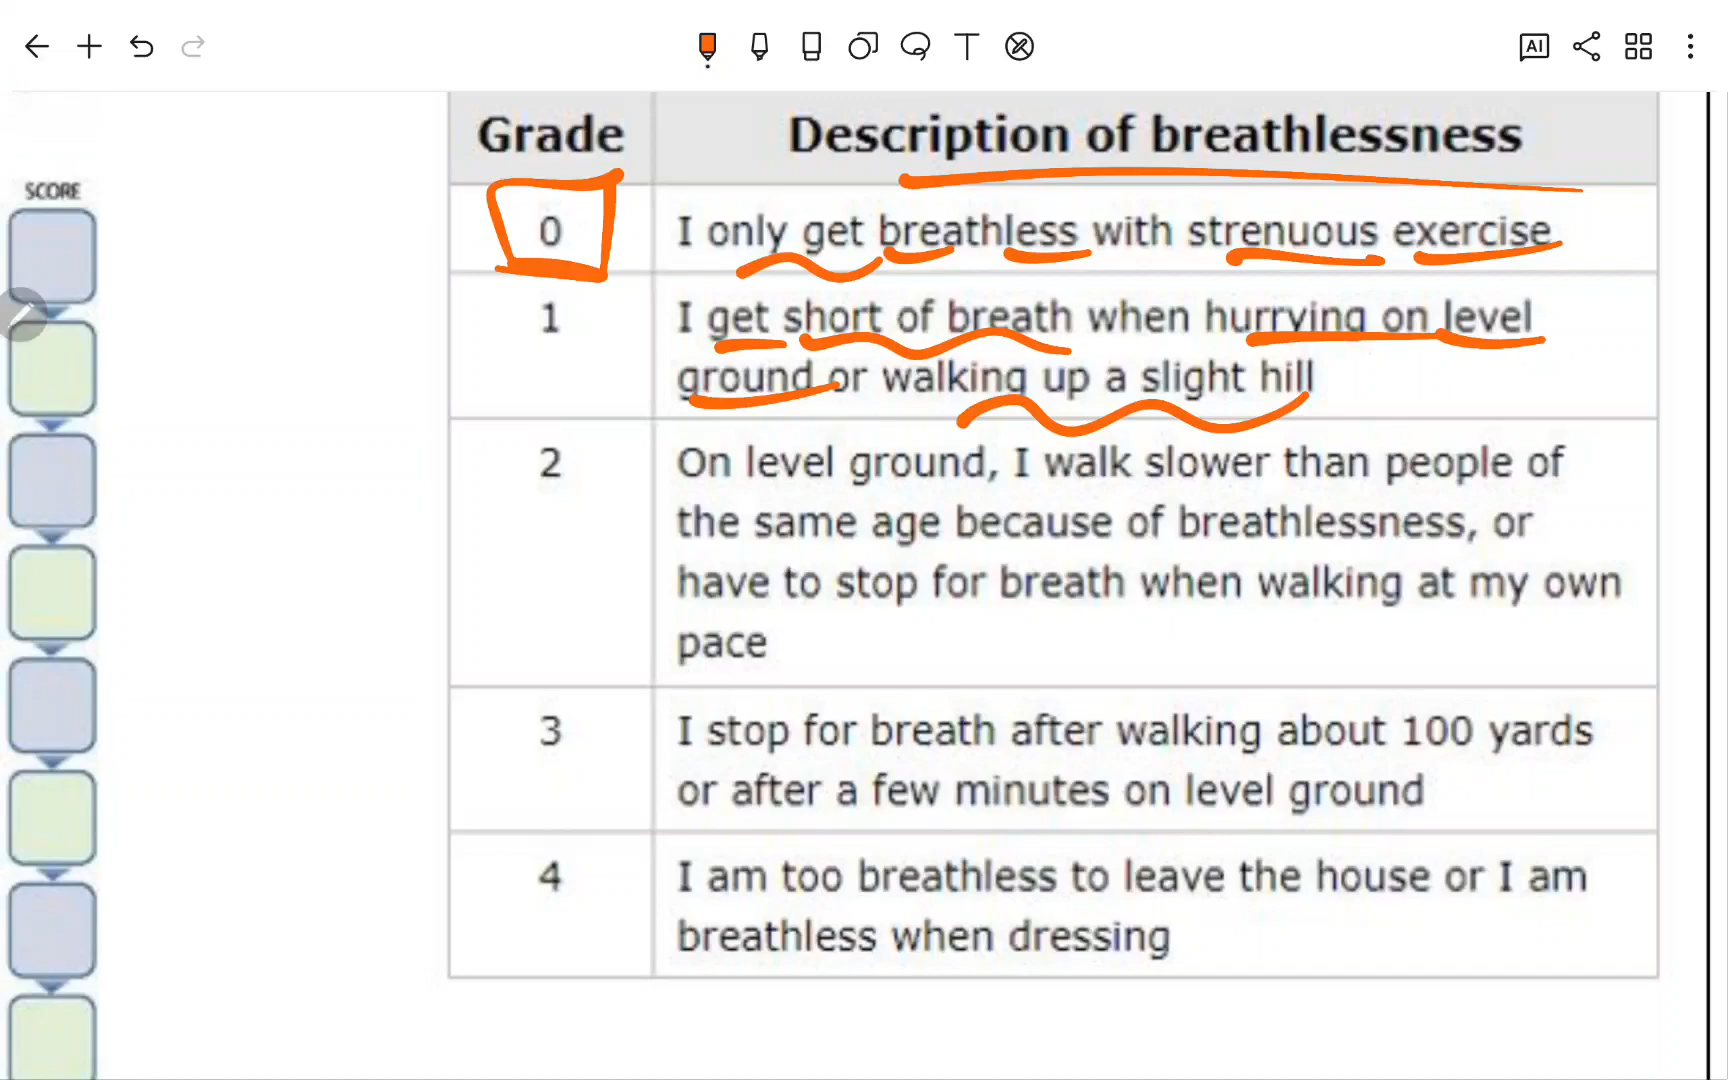 AI
SCORE
Grade Description of breathlessness
0 I only get breathless with strenuous exercise
1 I get short of breath when hurrying on level
ground or walking up a slight hill
2 On level ground, I walk slower than people of
the same age because of breathlessness, or
have to stop for breath when walking at my own
pace
3 I stop for breath after walking about 100 yards
or after a few minutes on level ground
4 I am too breathless to leave the house or I am
breathless when dressing